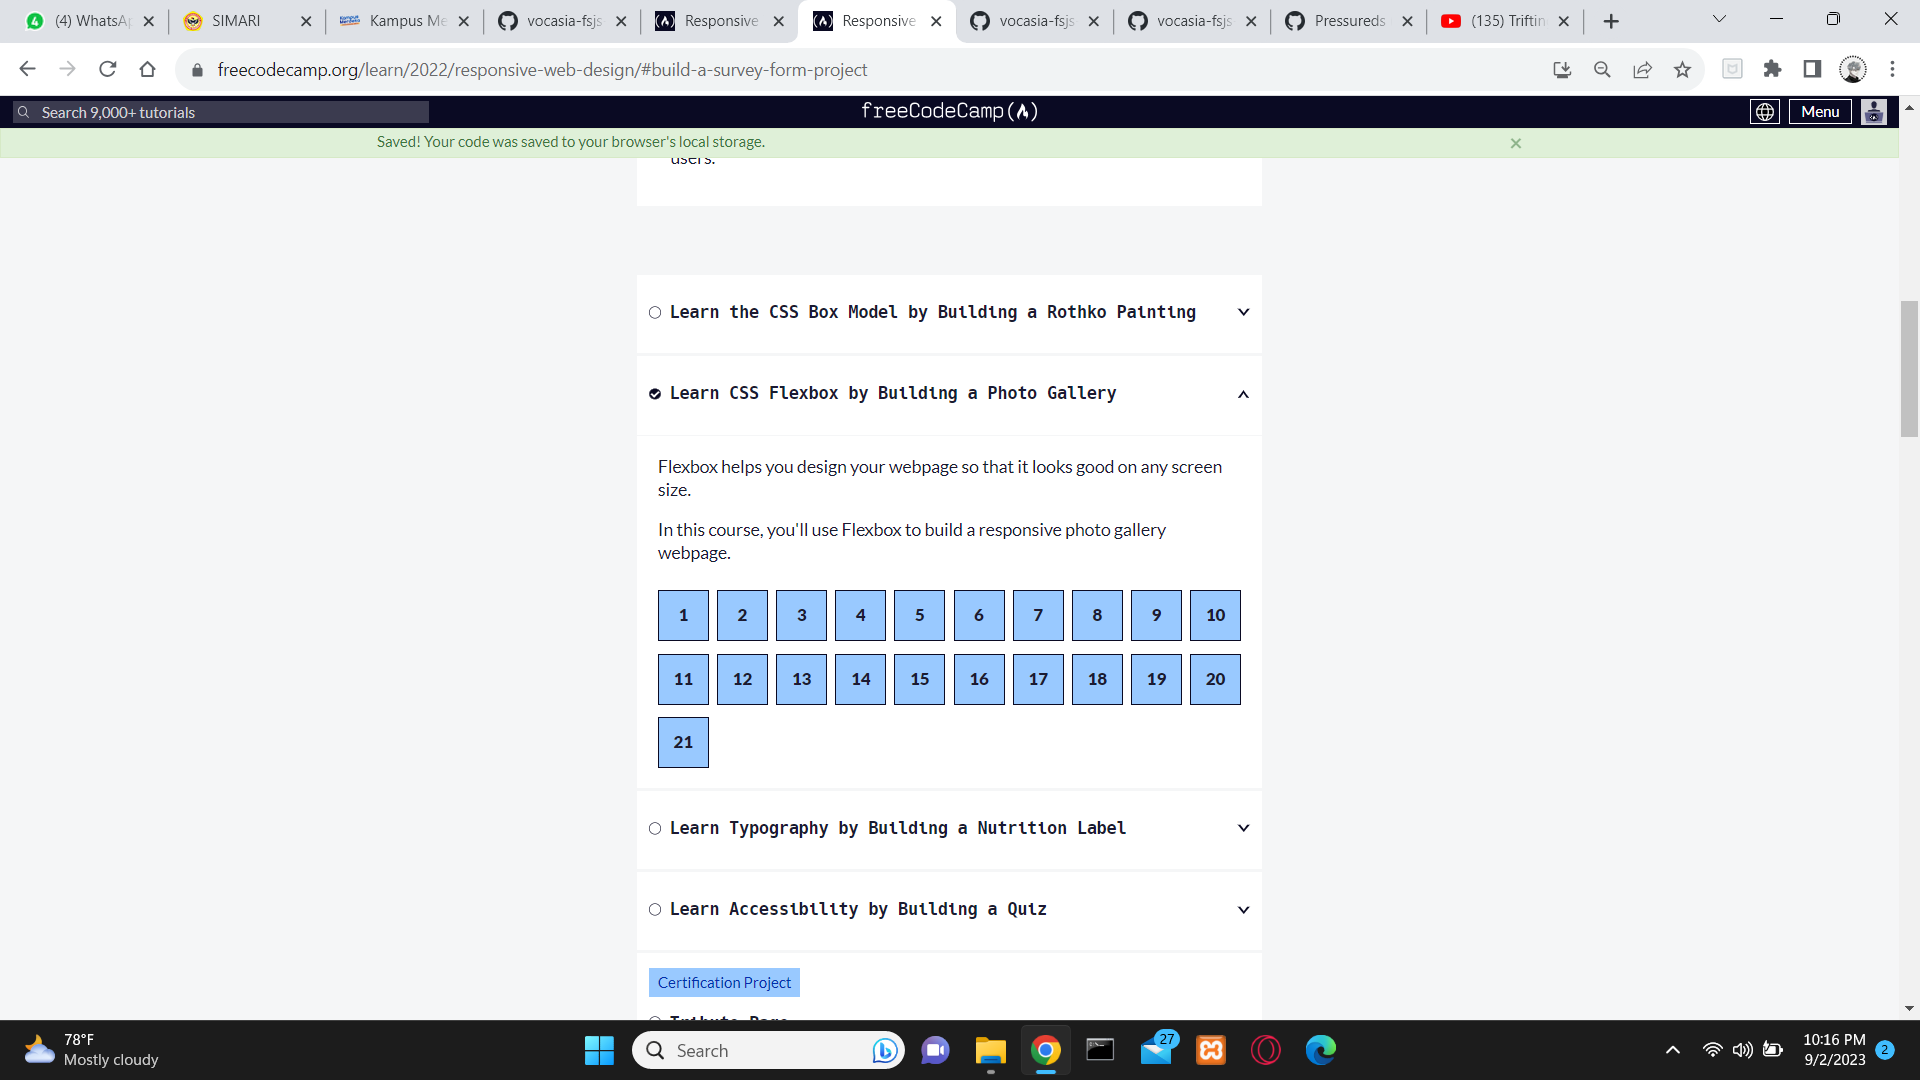 (4) WhatsAp
SIMARI
Kampus Me
vocasia-fsjs
Responsive
Responsive
vocasia-fsjs
vocasia-fsjs
Pressureds
(135) Triftin
freecodecamp.org/learn/2022/responsive-web-design/#build-a-survey-form-project
Search 9,000+ tutorials
freeCodeCamp
Menu
Saved! Your code was saved to your browser's local storage.
users.
Learn the CSS Box Model by Building a Rothko Painting
Learn CSS Flexbox by Building a Photo Gallery
Flexbox helps you design your webpage so that it looks good on any screen
size.
In this course, you'll use Flexbox to build a responsive photo gallery
webpage.
1 2 3 4 5 6 7 8 9 10
11 12 13 14 15 16 17 18 19 20
21
Learn Typography by Building a Nutrition Label
Learn Accessibility by Building a Quiz
Certification Project
Tribute Page
78°F
Mostly cloudy
Search
27
10:16 PM
9/2/2023
2